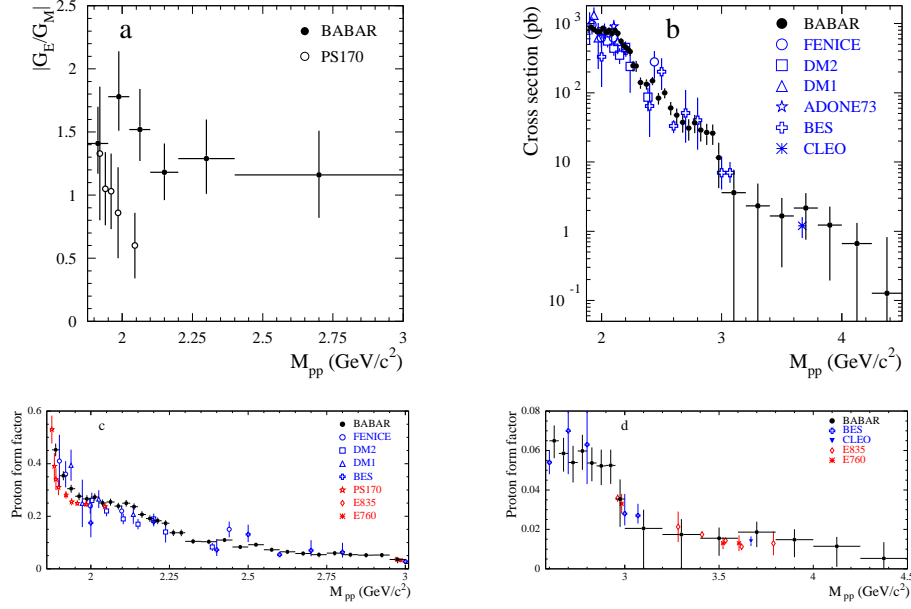 a
BABAR
PS170
|G_E/G_M|
3
2.5
2
1.5
1
0.5
0
2 2.25 2.5 2.75 3
M_pp (GeV/c²)
b
BABAR
FENICE
DM2
DM1
ADONE73
BES
CLEO
Cross section (pb)
10³
10²
10
1
10⁻¹
2 3 4
M_pp (GeV/c²)
c
BABAR
FENICE
DM2
DM1
BES
PS170
E835
E760
Proton form factor
0.6
0.4
0.2
0
2 2.25 2.5 2.75 3
M_pp (GeV/c²)
d
BABAR
BES
CLEO
E835
E760
Proton form factor
0.08
0.06
0.04
0.02
0
3 3.5 4 4.5
M_pp (GeV/c²)